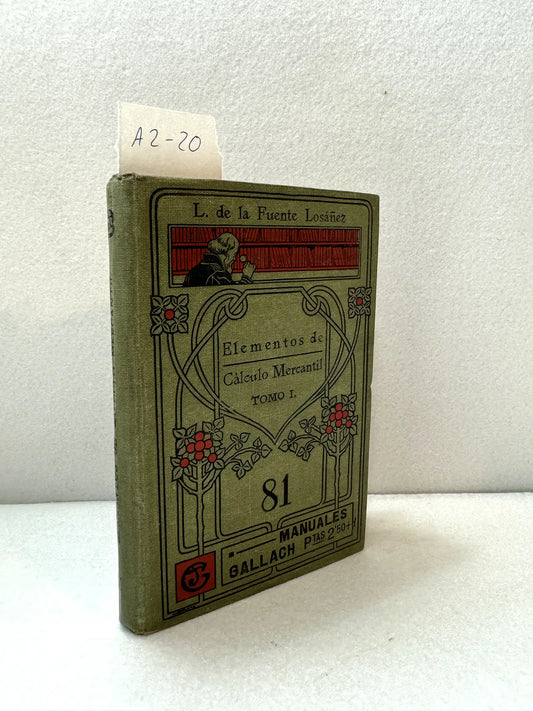 A2-20
L. de la Fuente Losáñez
Elementos de
Cálculo Mercantil
TOMO I.
81
MANUALES
GALLACH PTAS 2'50+